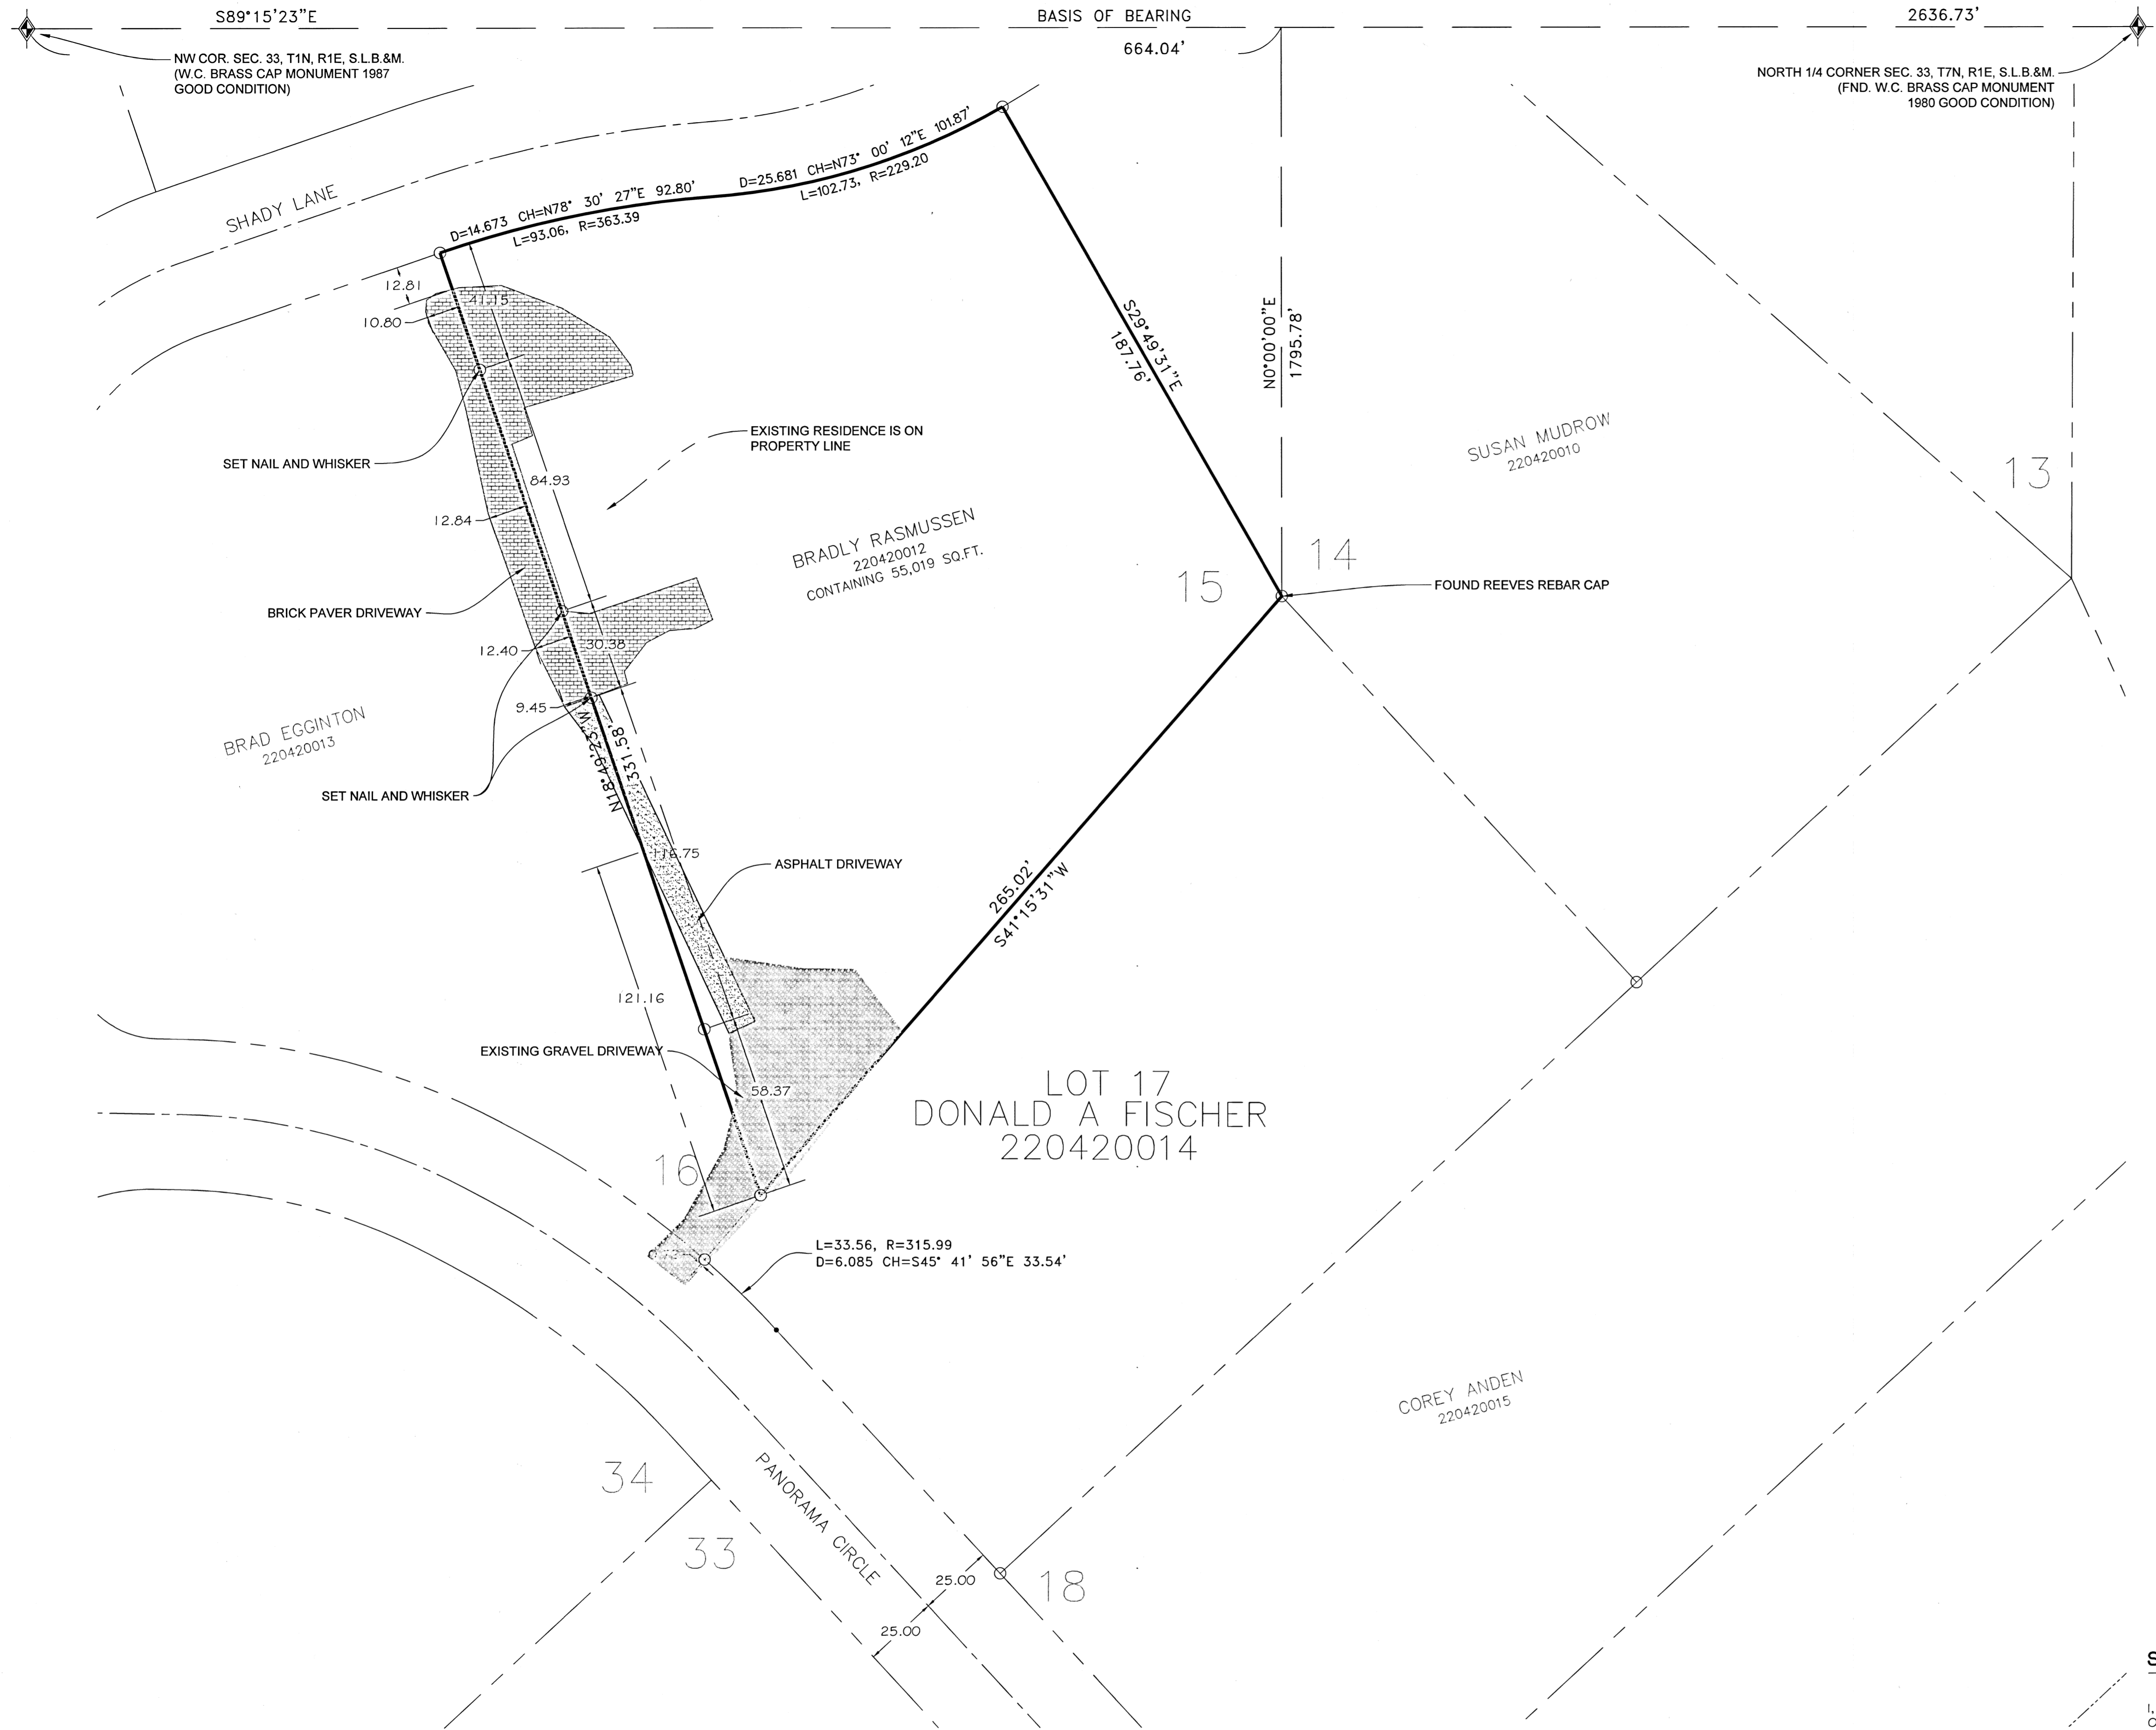 S89°15'23"E
BASIS OF BEARING
2636.73'
664.04'
NW COR. SEC. 33, T1N, R1E, S.L.B.&M.
(W.C. BRASS CAP MONUMENT 1987
GOOD CONDITION)
NORTH 1/4 CORNER SEC. 33, T7N, R1E, S.L.B.&M.
(FND. W.C. BRASS CAP MONUMENT
1980 GOOD CONDITION)
SHADY LANE
D=14.673 CH=N78° 30' 27"E 92.80'
L=93.06, R=363.39
D=25.681 CH=N73° 00' 12"E 101.87'
L=102.73, R=229.20
12.81
41.15
10.80
S29°49'31"E
187.76'
N0°00'00"E
1795.78'
EXISTING RESIDENCE IS ON
PROPERTY LINE
SET NAIL AND WHISKER
84.93
12.84
SUSAN MUDROW
220420010
13
BRADLY RASMUSSEN
220420012
CONTAINING 55,019 SQ.FT.
14
15
FOUND REEVES REBAR CAP
BRICK PAVER DRIVEWAY
12.40
30.38
9.45
BRAD EGGINTON
220420013
N18°49'23"W
331.58'
SET NAIL AND WHISKER
116.75
ASPHALT DRIVEWAY
265.02'
S41°15'31"W
121.16
EXISTING GRAVEL DRIVEWAY
58.37
LOT 17
DONALD A FISCHER
220420014
16
L=33.56, R=315.99
D=6.085 CH=S45° 41' 56"E 33.54'
COREY ANDEN
220420015
PANORAMA CIRCLE
34
33
25.00
18
25.00
S